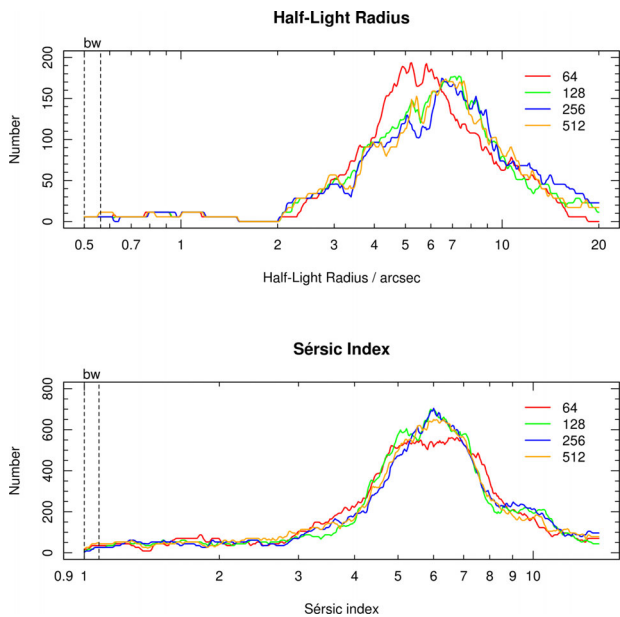 Half-Light Radius
bw
200
150
100
50
0
Number
64
128
256
512
0.5 0.7 1 2 3 4 5 6 7 10 20
Half-Light Radius / arcsec
Sérsic Index
bw
800
600
400
200
0
Number
64
128
256
512
0.9 1 2 3 4 5 6 7 8 9 10
Sérsic index